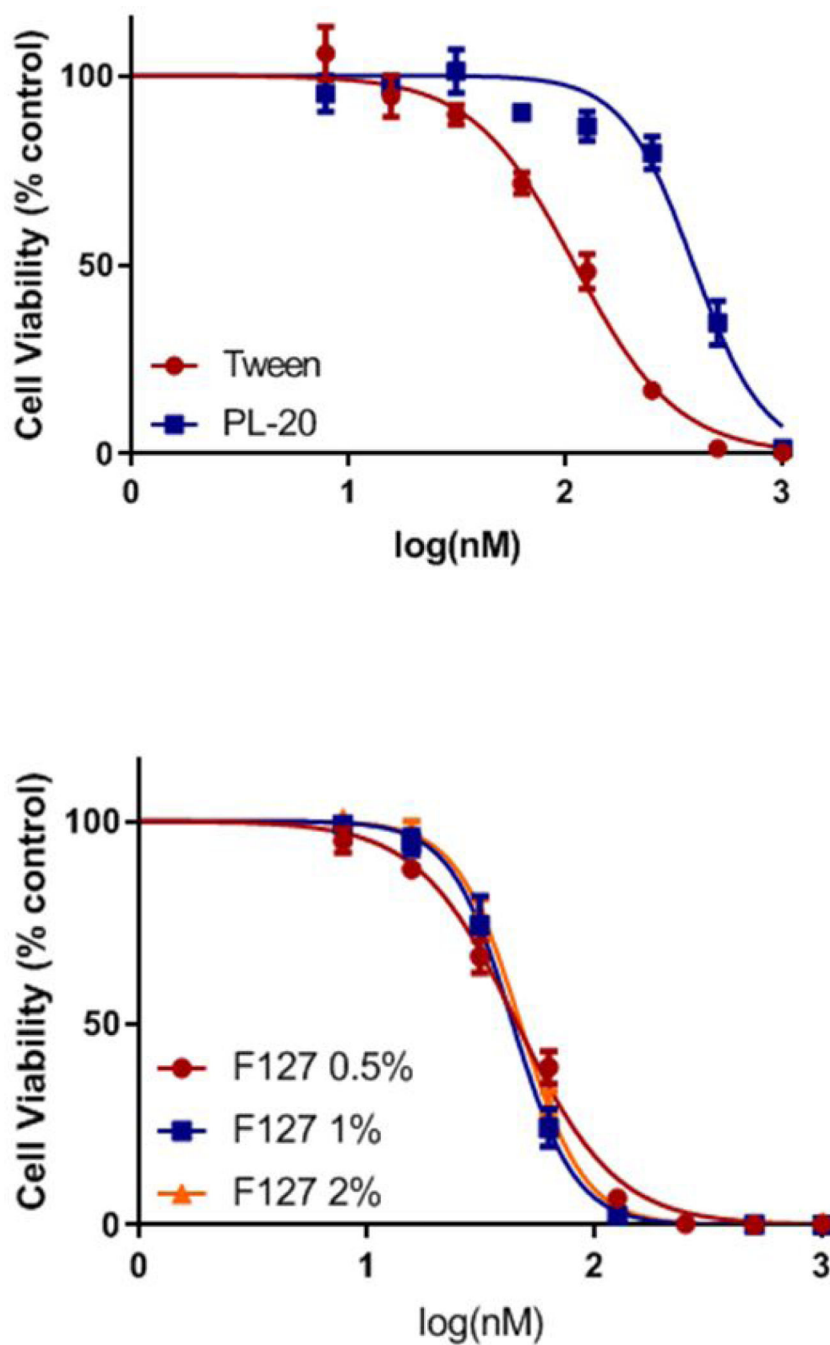 Cell Viability (% control)
100
50
0
Tween
PL-20
0 1 2 3
log(nM)
Cell Viability (% control)
100
50
0
F127 0.5%
F127 1%
F127 2%
0 1 2 3
log(nM)